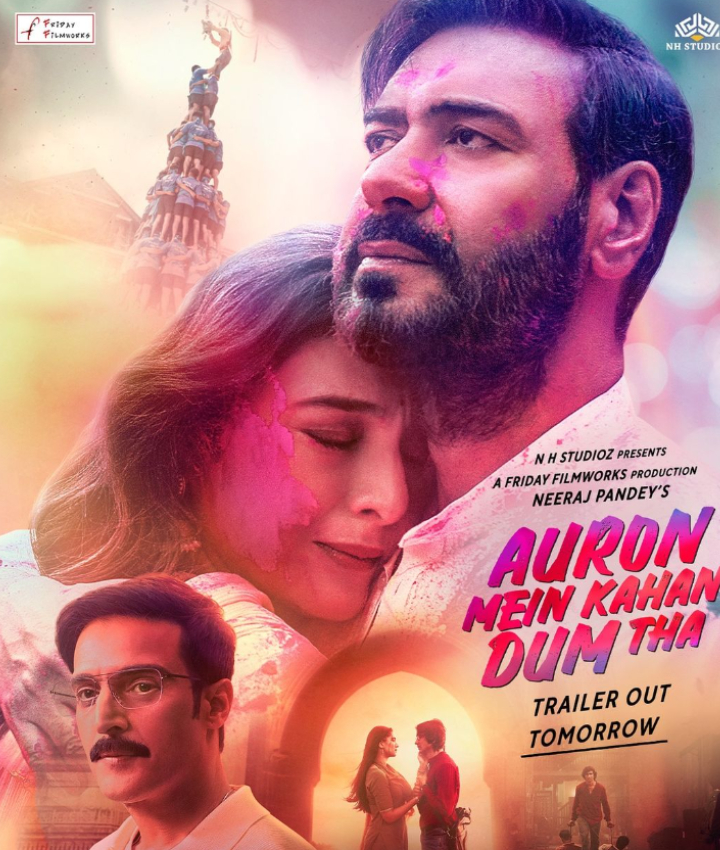 FRIDAY
FILMWORKS
NH STUDIOZ
N H STUDIOZ PRESENTS
A FRIDAY FILMWORKS PRODUCTION
NEERAJ PANDEY'S
AURON
MEIN KAHAN
DUM THA
TRAILER OUT
TOMORROW